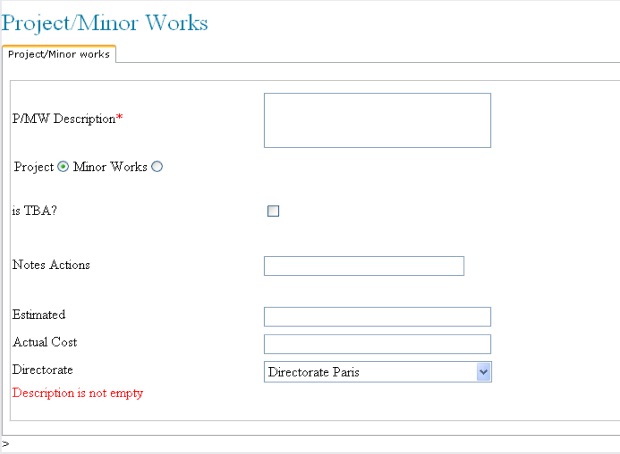 Project/Minor Works
Project/Minor works
P/MW Description*
Project Minor Works
is TBA?
Notes Actions
Estimated
Actual Cost
Directorate Directorate Paris
Description is not empty
>